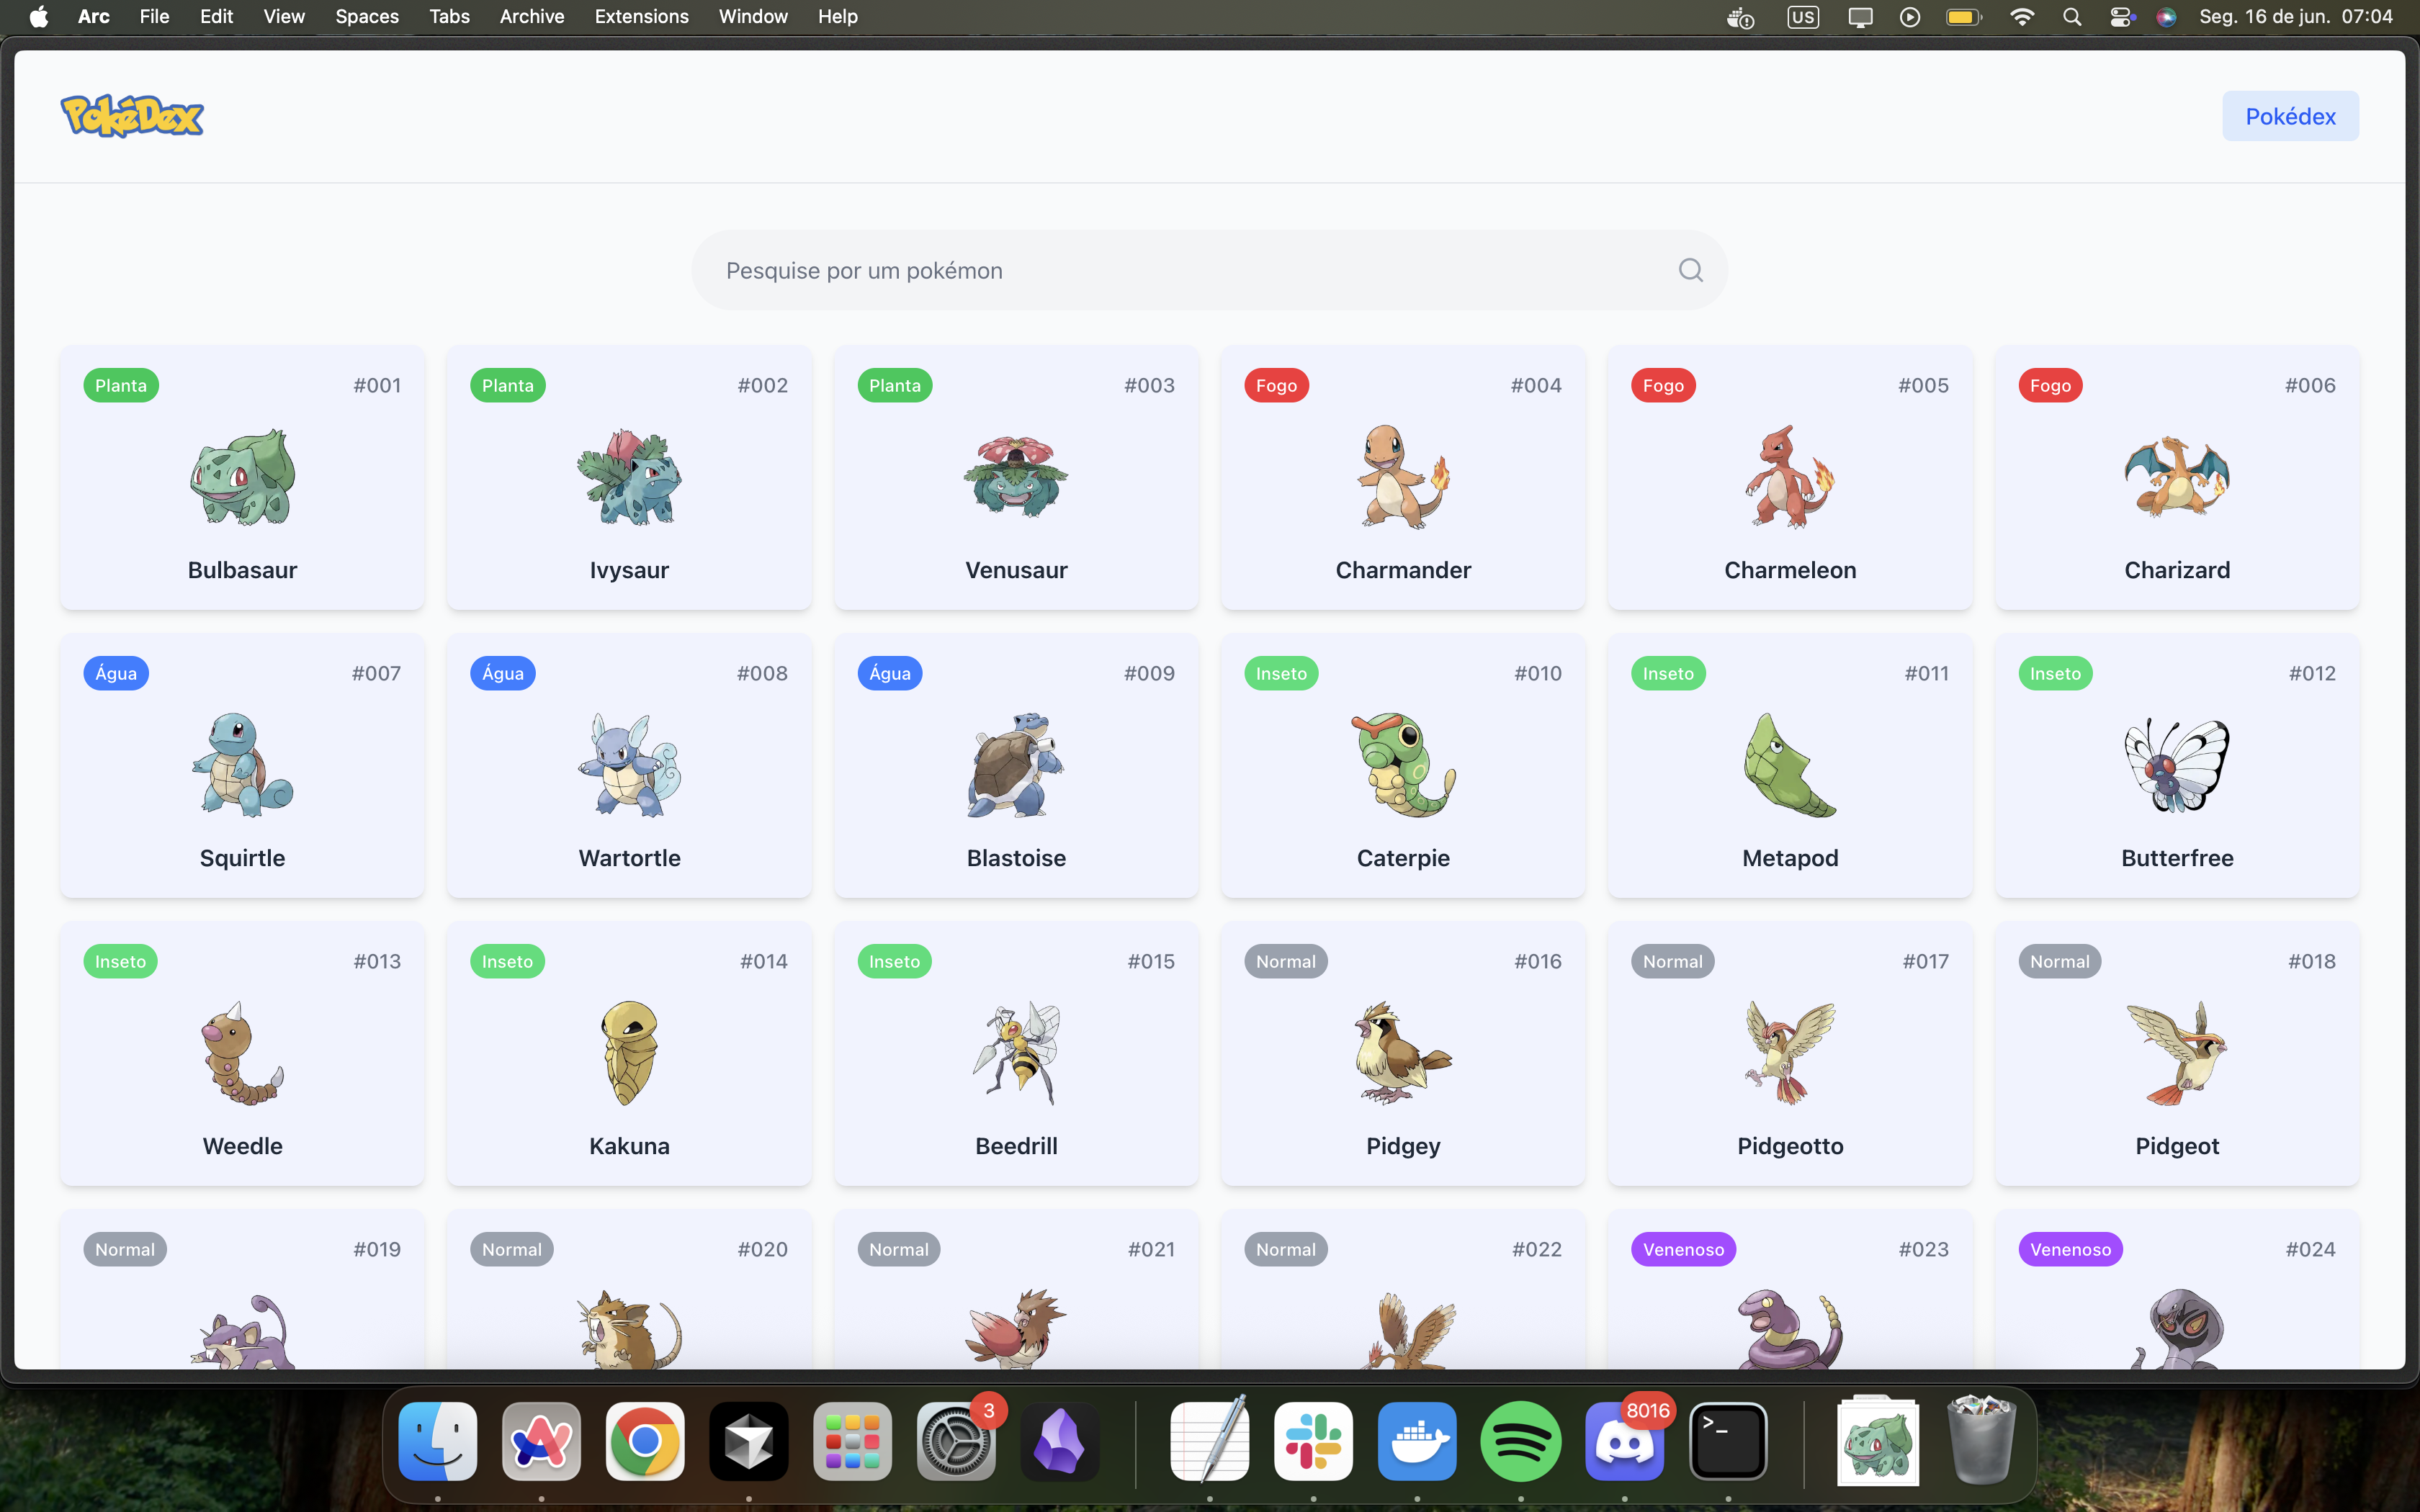 Arc File Edit View Spaces Tabs Archive Extensions Window Help US Seg. 16 de jun. 07:04
PokéDex
Pokédex
Pesquise por um pokémon
Planta #001 Planta #002 Planta #003 Fogo #004 Fogo #005 Fogo #006
Bulbasaur Ivysaur Venusaur Charmander Charmeleon Charizard
Água #007 Água #008 Água #009 Inseto #010 Inseto #011 Inseto #012
Squirtle Wartortle Blastoise Caterpie Metapod Butterfree
Inseto #013 Inseto #014 Inseto #015 Normal #016 Normal #017 Normal #018
Weedle Kakuna Beedrill Pidgey Pidgeotto Pidgeot
Normal #019 Normal #020 Normal #021 Normal #022 Venenoso #023 Venenoso #024
3 8016
>_